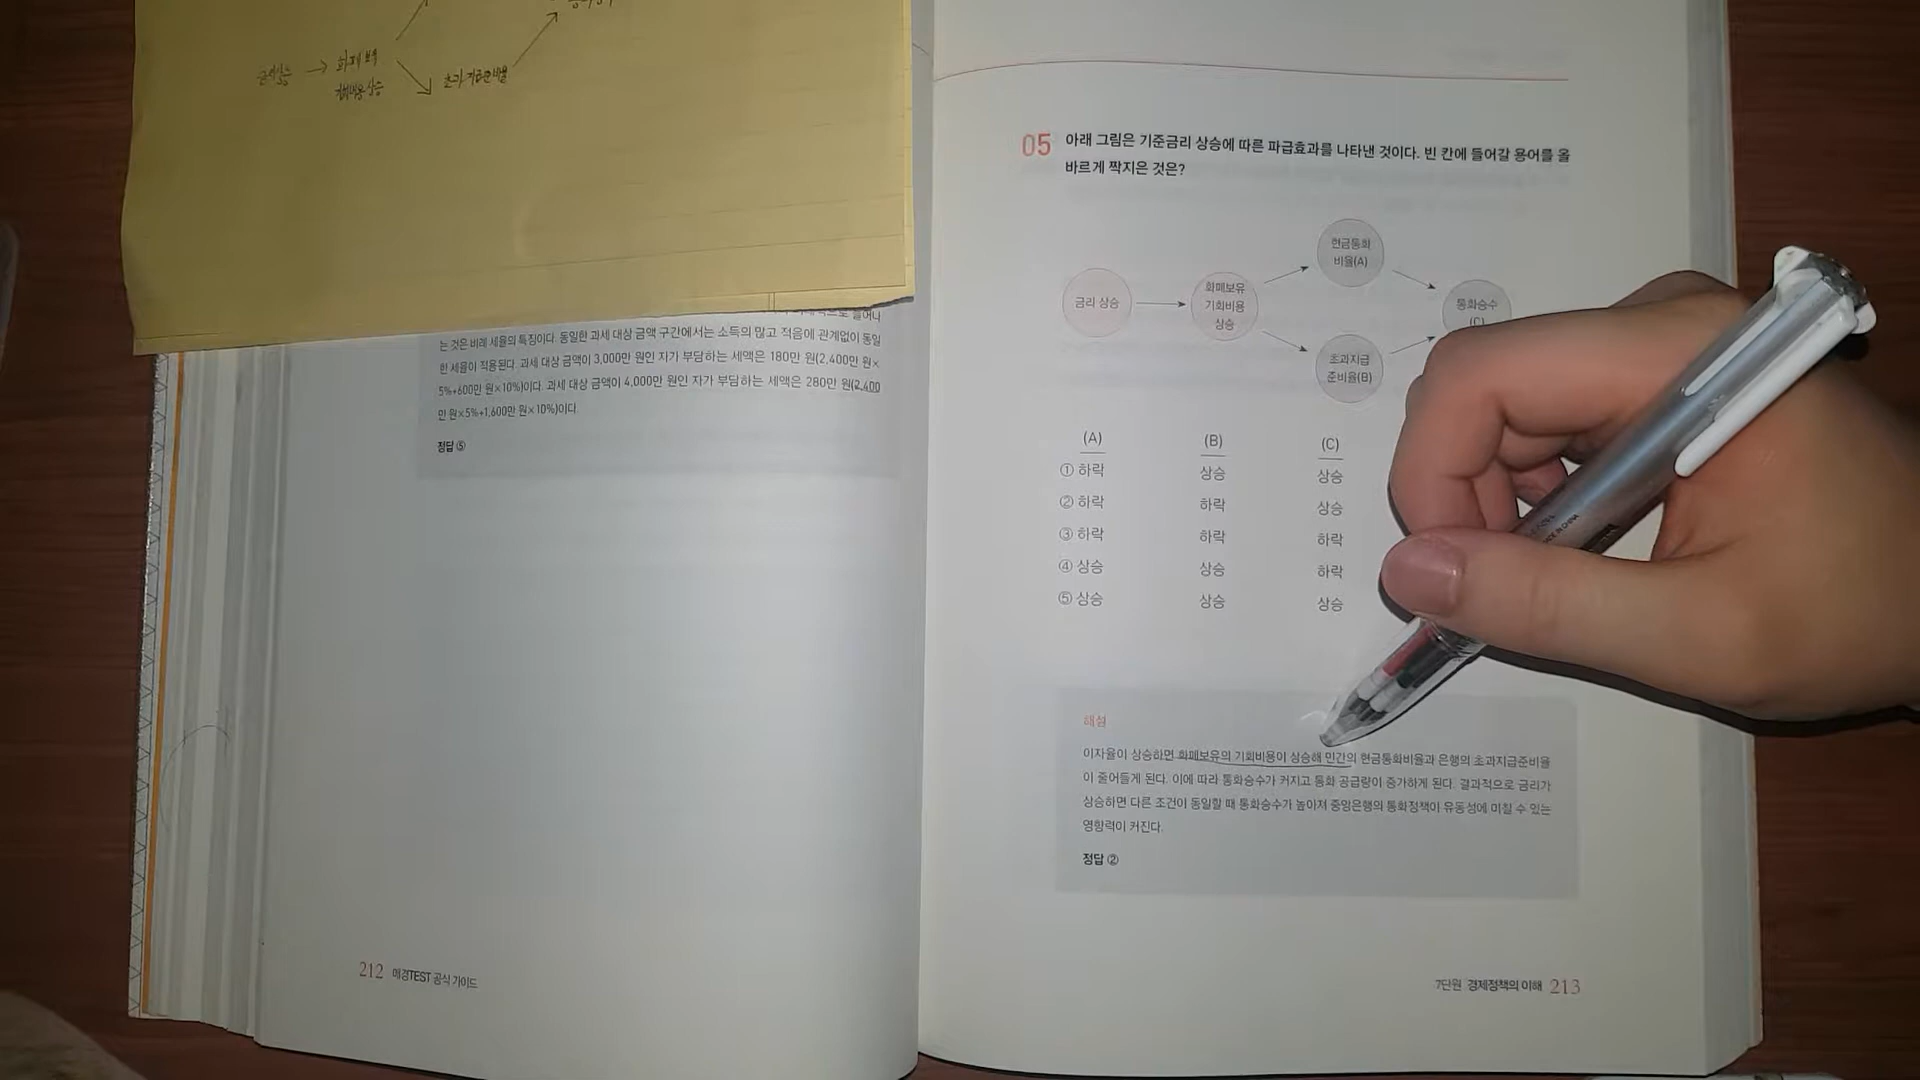 화폐 보유
기회비용 상승
초과 지급준비율
는 것은 비례 세율의 특징이다. 동일한 과세 대상 금액 구간에서는 소득의 많고 적음에 관계없이 동일
한 세율이 적용된다. 과세 대상 금액이 3,000만 원인 자가 부담하는 세액은 180만 원(2,400만 원×
5%+600만 원×10%)이다. 과세 대상 금액이 4,000만 원인 자가 부담하는 세액은 280만 원(2,400
만 원×5%+1,600만 원×10%)이다.
정답 ⑤
212 매경TEST 공식 가이드
05 아래 그림은 기준금리 상승에 따른 파급효과를 나타낸 것이다. 빈 칸에 들어갈 용어를 올
바르게 짝지은 것은?
금리 상승
화폐보유
기회비용
상승
현금통화
비율(A)
초과지급
준비율(B)
통화승수
(C)
(A) (B) (C)
① 하락 상승 상승
② 하락 하락 상승
③ 하락 하락 하락
④ 상승 상승 하락
⑤ 상승 상승 상승
해설
이자율이 상승하면 화폐보유의 기회비용이 상승해 민간의 현금통화비율과 은행의 초과지급준비율
이 줄어들게 된다. 이에 따라 통화승수가 커지고 통화 공급량이 증가하게 된다. 결과적으로 금리가
상승하면 다른 조건이 동일할 때 통화승수가 높아져 중앙은행의 통화정책이 유동성에 미칠 수 있는
영향력이 커진다.
정답 ②
7단원 경제정책의 이해 213